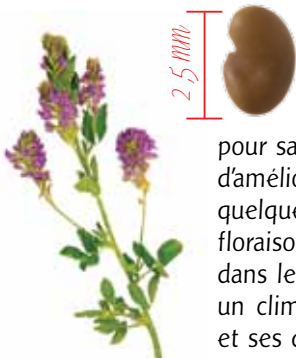 2,5 mm
pour sa
d'amélio
quelque
floraiso
dans le
un clim
et ses